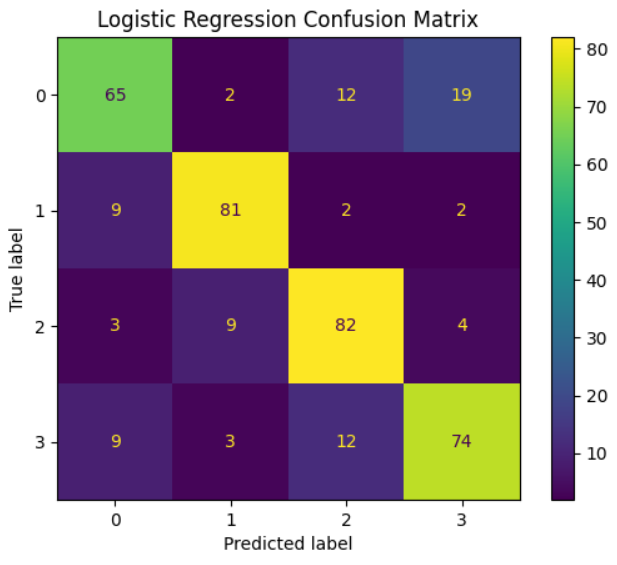 Logistic Regression Confusion Matrix
0 65 2 12 19
1 9 81 2 2
2 3 9 82 4
3 9 3 12 74
0 1 2 3
Predicted label
True label
80
70
60
50
40
30
20
10